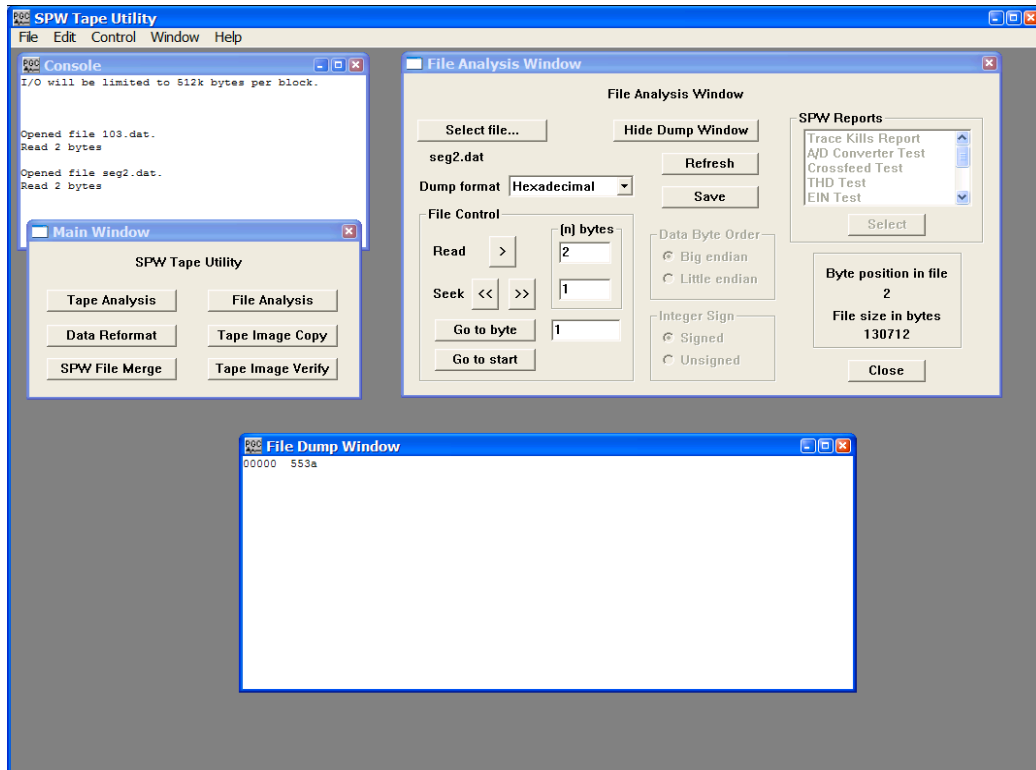 SPW Tape Utility
File Edit Control Window Help
Console
I/O will be limited to 512k bytes per block.
Opened file 103.dat.
Read 2 bytes
Opened file seg2.dat.
Read 2 bytes
Main Window
SPW Tape Utility
Tape Analysis File Analysis
Data Reformat Tape Image Copy
SPW File Merge Tape Image Verify
File Analysis Window
File Analysis Window
Select file... Hide Dump Window
seg2.dat
Refresh
Dump format Hexadecimal
Save
File Control
(n) bytes
Read > 2
Seek << >> 1
Go to byte 1
Go to start
Data Byte Order
Big endian
Little endian
Integer Sign
Signed
Unsigned
SPW Reports
Trace Kills Report
A/D Converter Test
Crossfeed Test
THD Test
EIN Test
Select
Byte position in file
2
File size in bytes
130712
Close
PGC File Dump Window
00000 553a